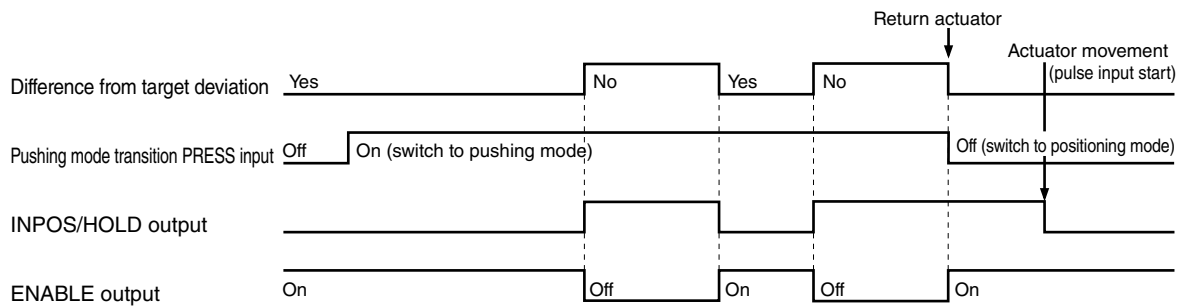 Return actuator
Actuator movement
(pulse input start)
Difference from target deviation Yes No Yes No
Pushing mode transition PRESS input Off On (switch to pushing mode) Off (switch to positioning mode)
INPOS/HOLD output
ENABLE output On Off On Off On